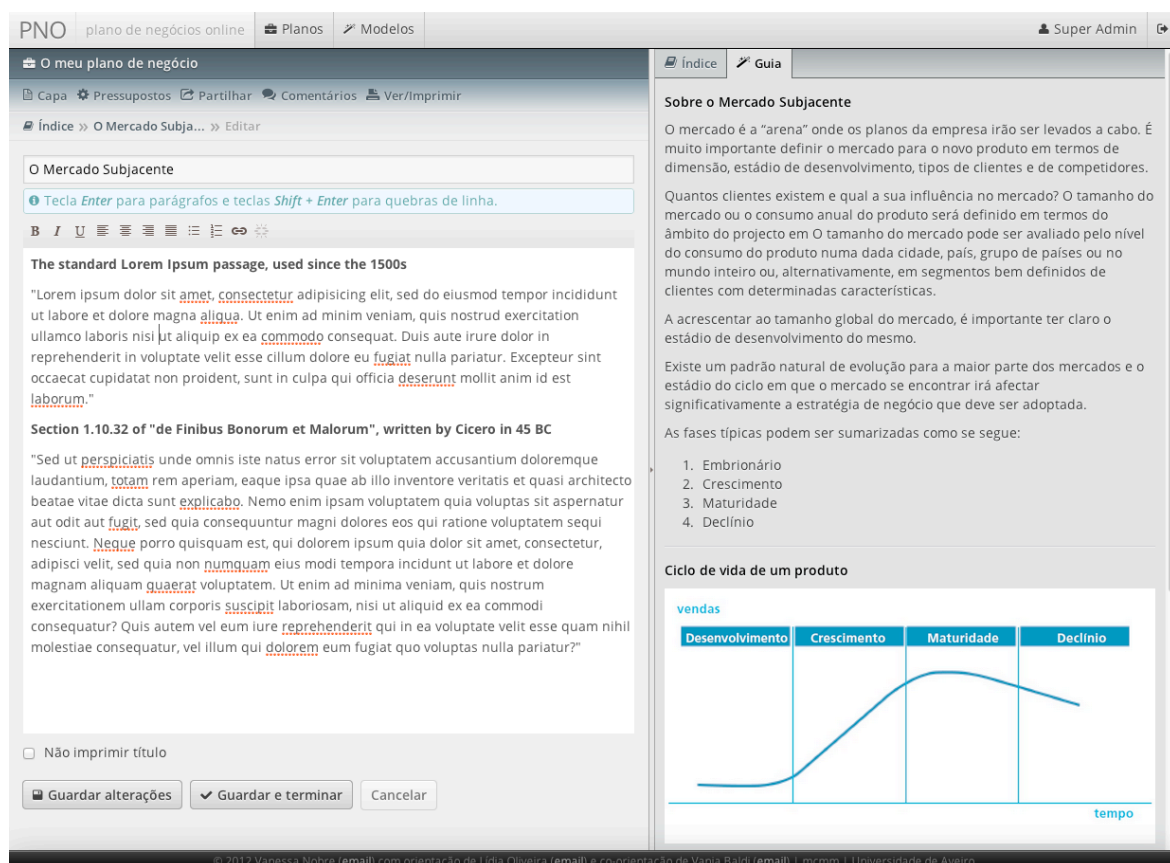 PNO plano de negócios online Planos Modelos Super Admin
O meu plano de negócio
Capa Pressupostos Partilhar Comentários Ver/Imprimir
Índice » O Mercado Subja... » Editar
O Mercado Subjacente
Tecla Enter para parágrafos e teclas Shift + Enter para quebras de linha.
B I U
The standard Lorem Ipsum passage, used since the 1500s
"Lorem ipsum dolor sit amet, consectetur adipisicing elit, sed do eiusmod tempor incididunt
ut labore et dolore magna aliqua. Ut enim ad minim veniam, quis nostrud exercitation
ullamco laboris nisi ut aliquip ex ea commodo consequat. Duis aute irure dolor in
reprehenderit in voluptate velit esse cillum dolore eu fugiat nulla pariatur. Excepteur sint
occaecat cupidatat non proident, sunt in culpa qui officia deserunt mollit anim id est
laborum."
Section 1.10.32 of "de Finibus Bonorum et Malorum", written by Cicero in 45 BC
"Sed ut perspiciatis unde omnis iste natus error sit voluptatem accusantium doloremque
laudantium, totam rem aperiam, eaque ipsa quae ab illo inventore veritatis et quasi architecto
beatae vitae dicta sunt explicabo. Nemo enim ipsam voluptatem quia voluptas sit aspernatur
aut odit aut fugit, sed quia consequuntur magni dolores eos qui ratione voluptatem sequi
nesciunt. Neque porro quisquam est, qui dolorem ipsum quia dolor sit amet, consectetur,
adipisci velit, sed quia non numquam eius modi tempora incidunt ut labore et dolore
magnam aliquam quaerat voluptatem. Ut enim ad minima veniam, quis nostrum
exercitationem ullam corporis suscipit laboriosam, nisi ut aliquid ex ea commodi
consequatur? Quis autem vel eum iure reprehenderit qui in ea voluptate velit esse quam nihil
molestiae consequatur, vel illum qui dolorem eum fugiat quo voluptas nulla pariatur?"
Não imprimir título
Guardar alterações Guardar e terminar Cancelar
Índice Guia
Sobre o Mercado Subjacente
O mercado é a “arena” onde os planos da empresa irão ser levados a cabo. É
muito importante definir o mercado para o novo produto em termos de
dimensão, estádio de desenvolvimento, tipos de clientes e de competidores.
Quantos clientes existem e qual a sua influência no mercado? O tamanho do
mercado ou o consumo anual do produto será definido em termos do
âmbito do projecto em O tamanho do mercado pode ser avaliado pelo nível
do consumo do produto numa dada cidade, país, grupo de países ou no
mundo inteiro ou, alternativamente, em segmentos bem definidos de
clientes com determinadas características.
A acrescentar ao tamanho global do mercado, é importante ter claro o
estádio de desenvolvimento do mesmo.
Existe um padrão natural de evolução para a maior parte dos mercados e o
estádio do ciclo em que o mercado se encontrar irá afectar
significativamente a estratégia de negócio que deve ser adoptada.
As fases típicas podem ser sumarizadas como se segue:
1. Embrionário
2. Crescimento
3. Maturidade
4. Declínio
Ciclo de vida de um produto
vendas
Desenvolvimento Crescimento Maturidade Declínio
tempo
© 2012 Vanessa Nobre (email) com orientação de Lídia Oliveira (email) e co-orientação de Vania Baldi (email) | mcmm | Universidade de Aveiro